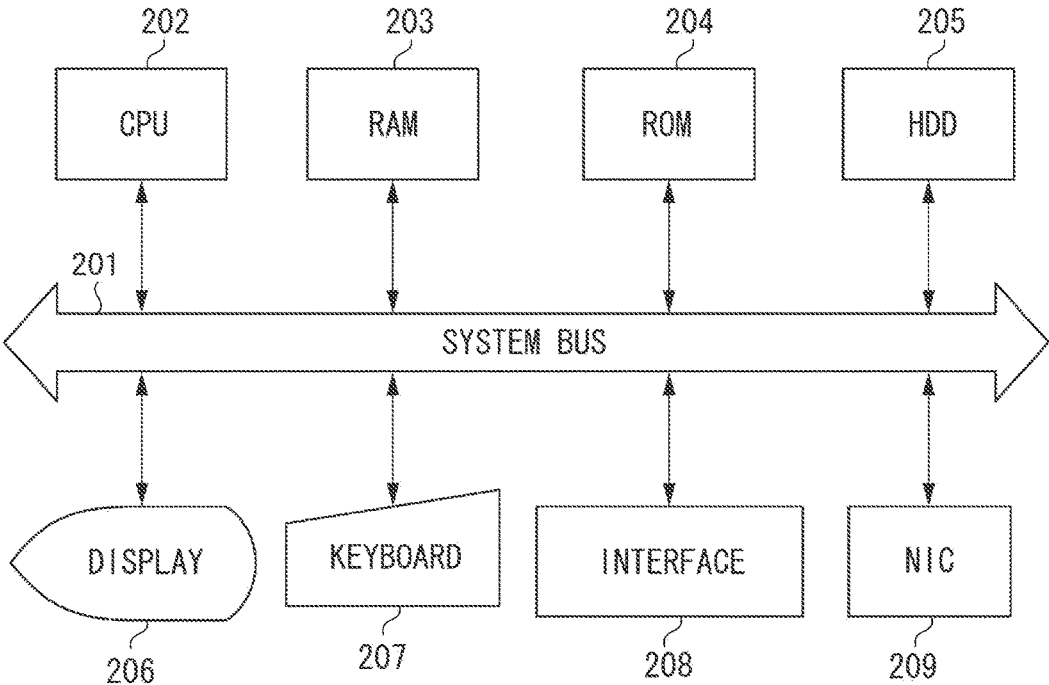 202 203 204 205
CPU RAM ROM HDD
201
SYSTEM BUS
DISPLAY KEYBOARD INTERFACE NIC
206 207 208 209